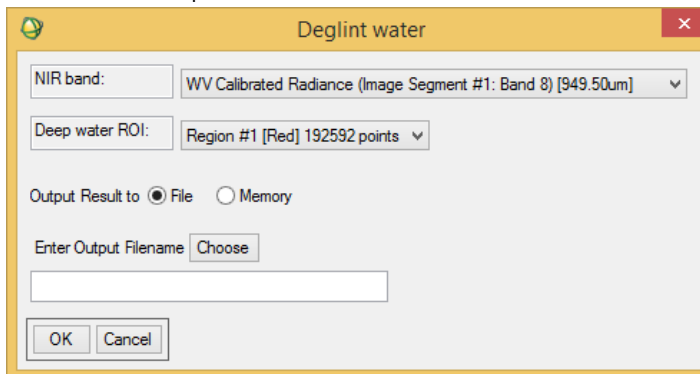 Deglint water
NIR band: WV Calibrated Radiance (Image Segment #1: Band 8) [949.50um]
Deep water ROI: Region #1 [Red] 192592 points
Output Result to File Memory
Enter Output Filename Choose
OK Cancel